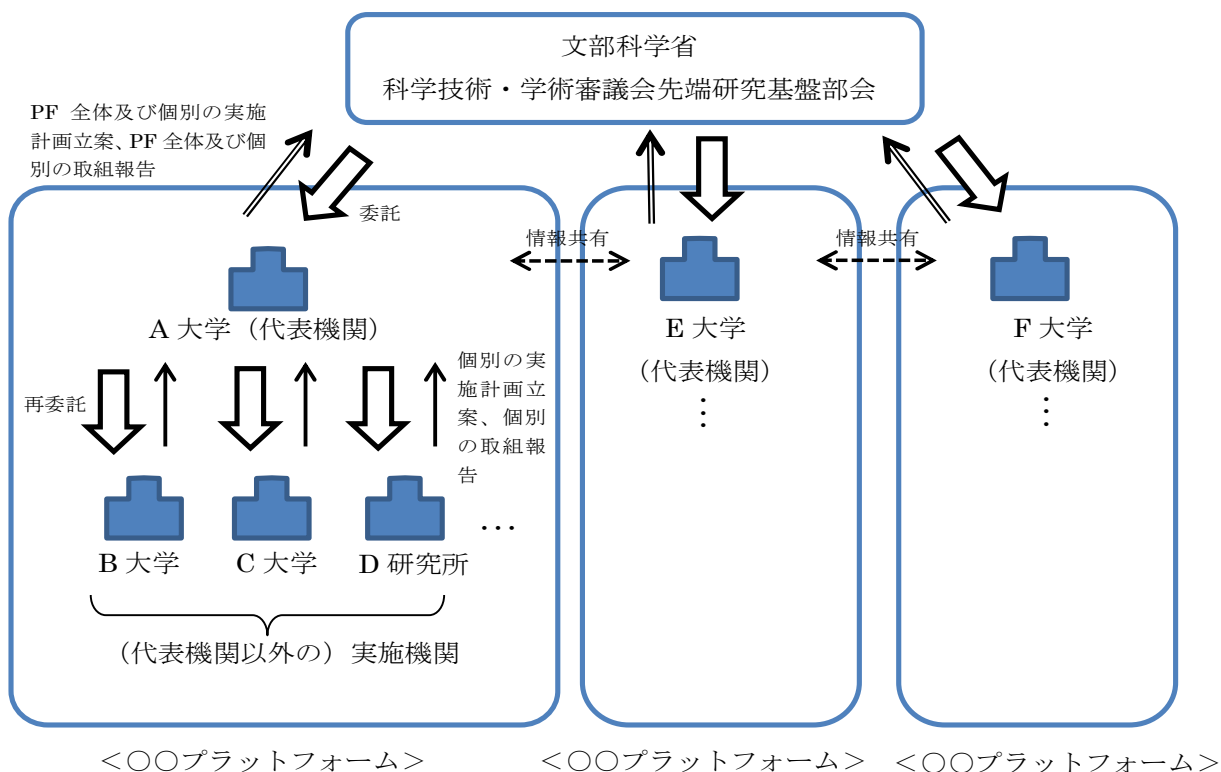 文部科学省
科学技術・学術審議会先端研究基盤部会
PF 全体及び個別の実施
計画立案、PF 全体及び個
別の取組報告
委託
情報共有
情報共有
A 大学（代表機関）
E 大学
（代表機関）
⋮
F 大学
（代表機関）
⋮
再委託
個別の実
施計画立
案、個別
の取組報
告
B 大学
C 大学
D 研究所
…
（代表機関以外の）実施機関
＜○○プラットフォーム＞
＜○○プラットフォーム＞
＜○○プラットフォーム＞